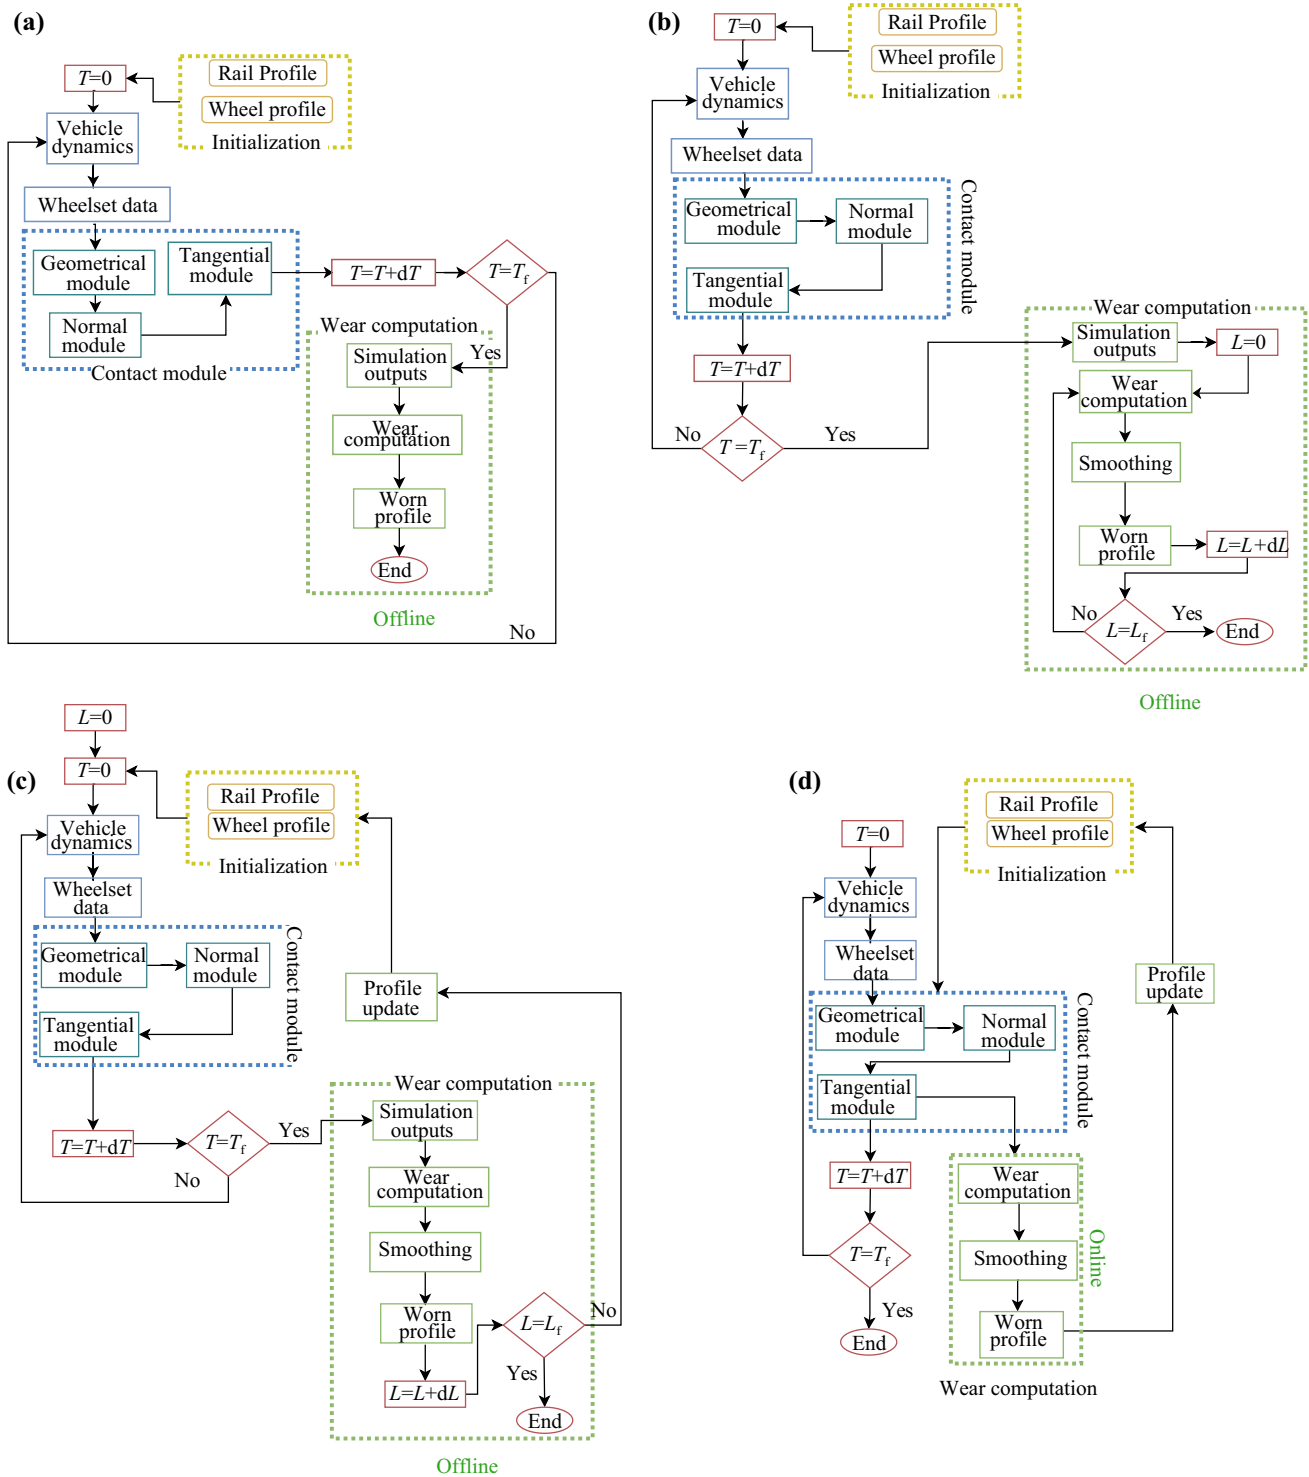 (a)
T=0
Rail Profile
Wheel profile
Initialization
Vehicle
dynamics
Wheelset data
Geometrical
module
Tangential
module
Normal
module
Contact module
T=T+dT
T=Tf
Yes
No
Wear computation
Simulation
outputs
Wear
computation
Worn
profile
End
Offline
(b)
T=0
Rail Profile
Wheel profile
Initialization
Vehicle
dynamics
Wheelset data
Geometrical
module
Normal
module
Tangential
module
Contact module
T=T+dT
T=Tf
No
Yes
Wear computation
Simulation
outputs
L=0
Wear
computation
Smoothing
Worn
profile
L=L+dL
L=Lf
No
Yes
End
Offline
(c)
L=0
T=0
Rail Profile
Wheel profile
Initialization
Vehicle
dynamics
Wheelset
data
Geometrical
module
Normal
module
Tangential
module
Contact module
Profile
update
T=T+dT
T=Tf
Yes
No
Wear computation
Simulation
outputs
Wear
computation
Smoothing
Worn
profile
L=L+dL
L=Lf
No
Yes
End
Offline
(d)
T=0
Rail Profile
Wheel profile
Initialization
Vehicle
dynamics
Wheelset
data
Geometrical
module
Normal
module
Tangential
module
Contact module
Profile
update
T=T+dT
T=Tf
Yes
End
Wear
computation
Smoothing
Worn
profile
Online
Wear computation